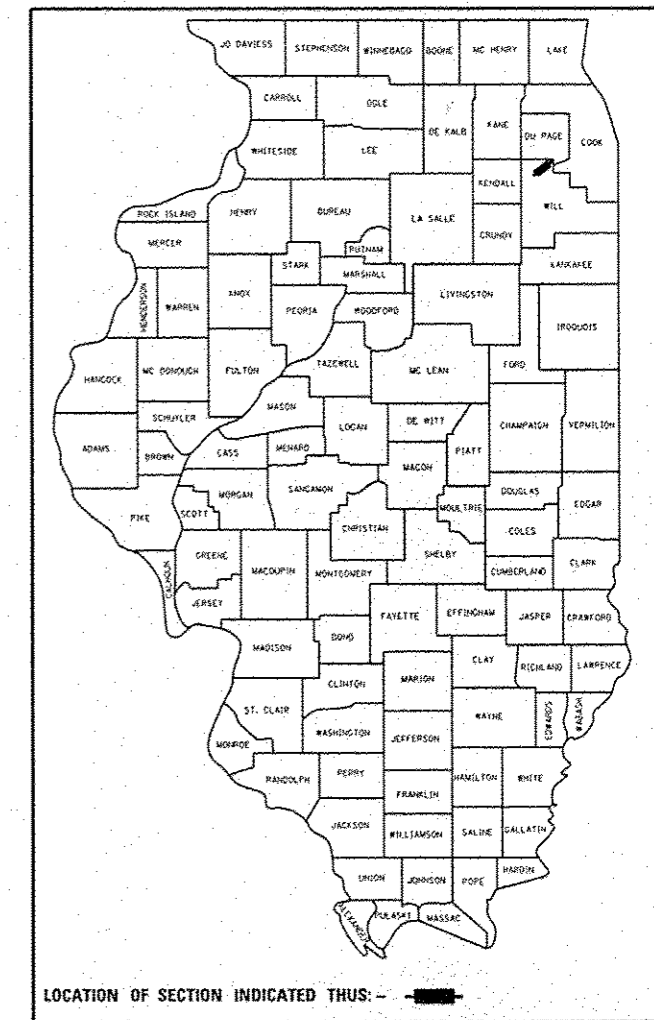 JO DAVIESS
STEPHENSON
WINNEBAGO
BOONE
MC HENRY
LAKE
CARROLL
OGLE
DE KALB
KANE
DU PAGE
COOK
WHITESIDE
LEE
KENDALL
WILL
ROCK ISLAND
HENRY
BUREAU
LA SALLE
GRUNDY
MERCER
PUTNAM
KANKAKEE
STARK
MARSHALL
HENDERSON
WARREN
KNOX
PEORIA
WOODFORD
LIVINGSTON
IROQUOIS
HANCOCK
MC DONOUGH
FULTON
TAZEWELL
MC LEAN
FORD
MASON
SCHUYLER
LOGAN
DE WITT
CHAMPAIGN
VERMILION
ADAMS
BROWN
CASS
MENARD
PIATT
MACON
PIKE
SCOTT
MORGAN
SANGAMON
CHRISTIAN
MOULTRIE
DOUGLAS
EDGAR
COLES
GREENE
MACOUPIN
MONTGOMERY
SHELBY
CUMBERLAND
CLARK
CALHOUN
JERSEY
FAYETTE
EFFINGHAM
JASPER
CRAWFORD
MADISON
BOND
CLAY
RICHLAND
LAWRENCE
CLINTON
MARION
ST. CLAIR
WAYNE
EDWARDS
WABASH
MONROE
WASHINGTON
JEFFERSON
RANDOLPH
PERRY
HAMILTON
WHITE
FRANKLIN
JACKSON
WILLIAMSON
SALINE
GALLATIN
UNION
JOHNSON
POPE
HARDIN
ALEXANDER
PULASKI
MASSAC
LOCATION OF SECTION INDICATED THUS: -